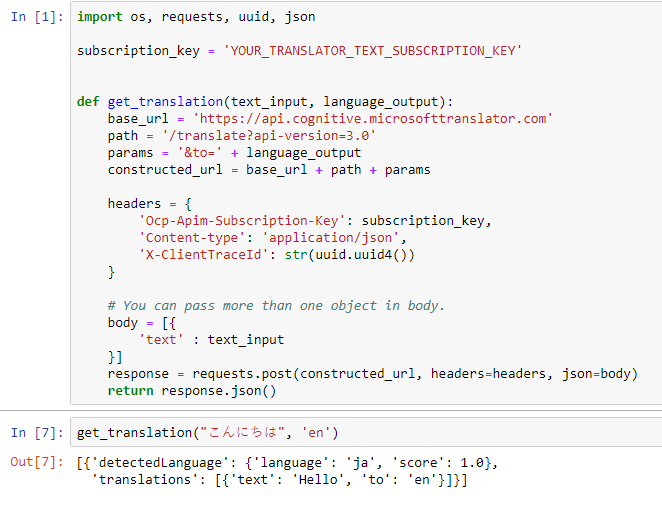 In [1]: import os, requests, uuid, json
subscription_key = 'YOUR_TRANSLATOR_TEXT_SUBSCRIPTION_KEY'
def get_translation(text_input, language_output):
    base_url = 'https://api.cognitive.microsofttranslator.com'
    path = '/translate?api-version=3.0'
    params = '&to=' + language_output
    constructed_url = base_url + path + params
    headers = {
        'Ocp-Apim-Subscription-Key': subscription_key,
        'Content-type': 'application/json',
        'X-ClientTraceId': str(uuid.uuid4())
    }
    # You can pass more than one object in body.
    body = [{
        'text' : text_input
    }]
    response = requests.post(constructed_url, headers=headers, json=body)
    return response.json()
In [7]: get_translation("こんにちは", 'en')
Out[7]: [{'detectedLanguage': {'language': 'ja', 'score': 1.0},
  'translations': [{'text': 'Hello', 'to': 'en'}]}]